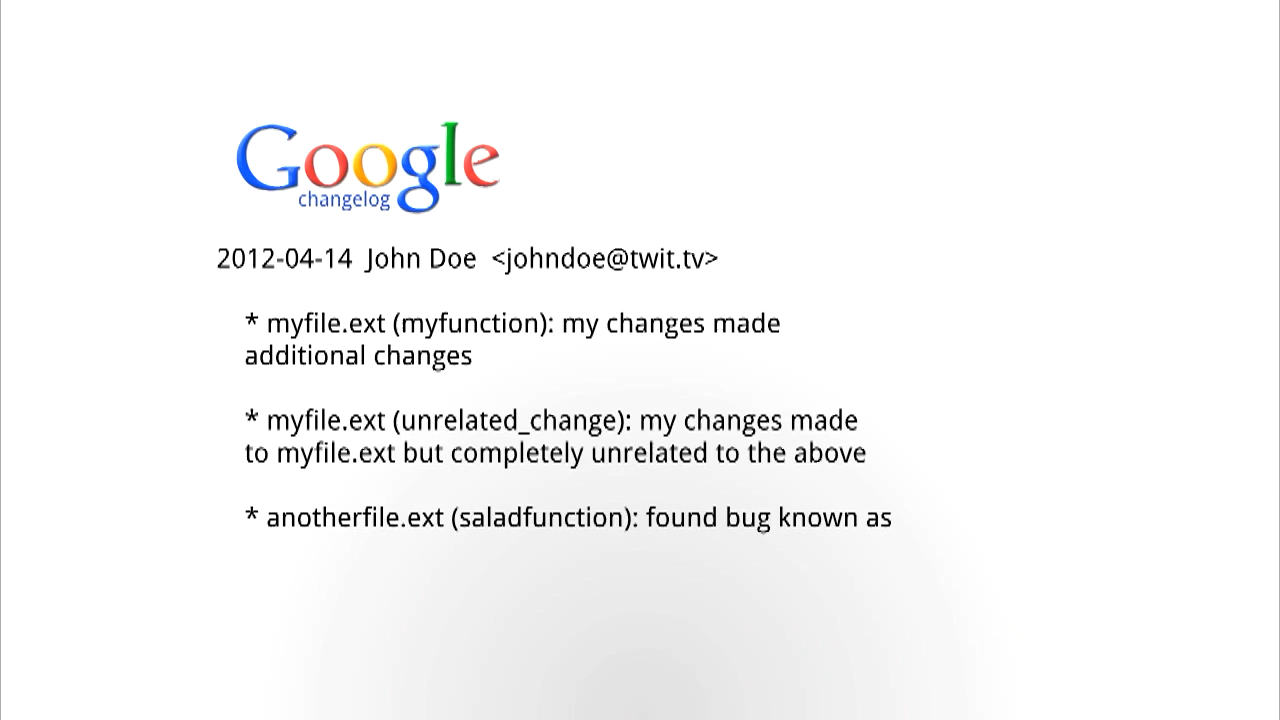 Google
changelog
2012-04-14 John Doe <johndoe@twit.tv>
* myfile.ext (myfunction): my changes made
additional changes
* myfile.ext (unrelated_change): my changes made
to myfile.ext but completely unrelated to the above
* anotherfile.ext (saladfunction): found bug known as